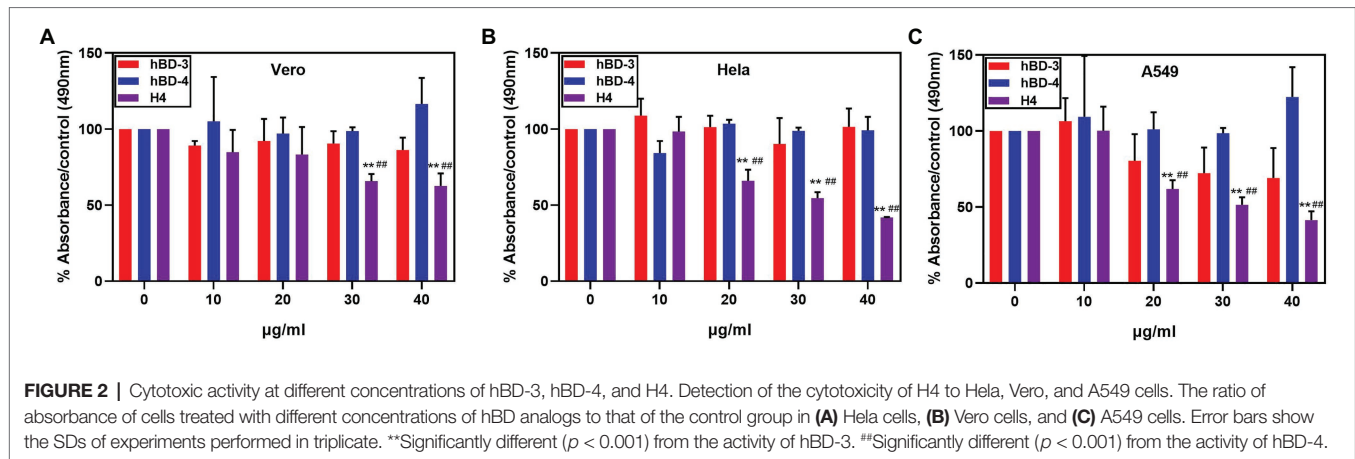 A
150
100
50
0
% Absorbance/control (490nm)
hBD-3
hBD-4
H4
Vero
** ##
** ##
0 10 20 30 40
µg/ml
B
150
100
50
0
% Absorbance/control (490nm)
hBD-3
hBD-4
H4
Hela
** ##
** ##
** ##
0 10 20 30 40
µg/ml
C
150
100
50
0
% Absorbance/control (490nm)
hBD-3
hBD-4
H4
A549
** ##
** ##
** ##
0 10 20 30 40
µg/ml
FIGURE 2 | Cytotoxic activity at different concentrations of hBD-3, hBD-4, and H4. Detection of the cytotoxicity of H4 to Hela, Vero, and A549 cells. The ratio of
absorbance of cells treated with different concentrations of hBD analogs to that of the control group in (A) Hela cells, (B) Vero cells, and (C) A549 cells. Error bars show
the SDs of experiments performed in triplicate. **Significantly different (p < 0.001) from the activity of hBD-3. ##Significantly different (p < 0.001) from the activity of hBD-4.